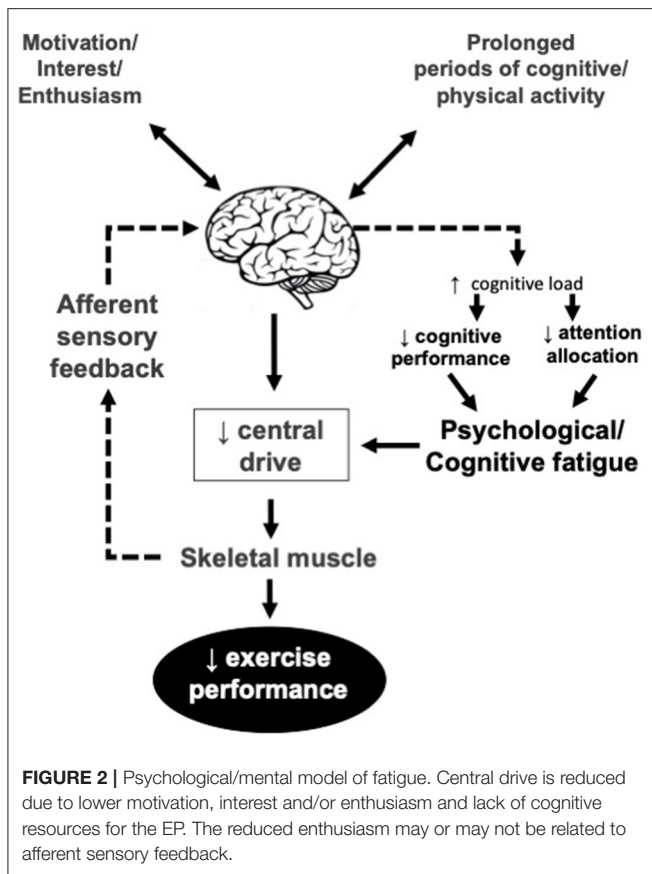 Motivation/
Interest/
Enthusiasm
Prolonged
periods of cognitive/
physical activity
Afferent
sensory
feedback
↑ cognitive load
↓ cognitive
performance
↓ attention
allocation
↓ central
drive
Psychological/
Cognitive fatigue
Skeletal muscle
↓ exercise
performance
FIGURE 2 | Psychological/mental model of fatigue. Central drive is reduced
due to lower motivation, interest and/or enthusiasm and lack of cognitive
resources for the EP. The reduced enthusiasm may or may not be related to
afferent sensory feedback.